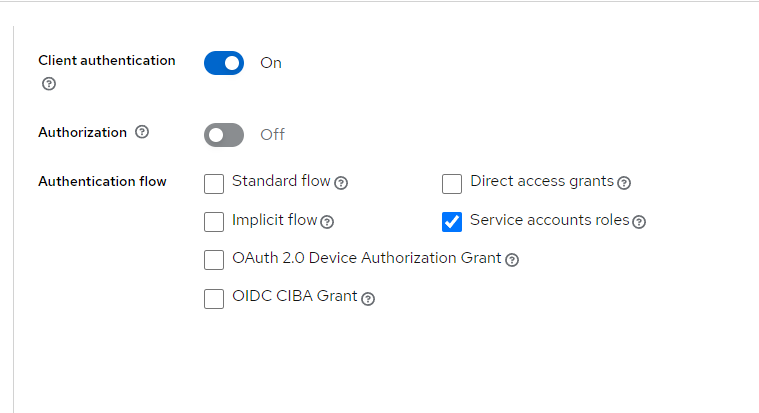 Client authentication
On
Authorization
Off
Authentication flow
Standard flow
Direct access grants
Implicit flow
Service accounts roles
OAuth 2.0 Device Authorization Grant
OIDC CIBA Grant